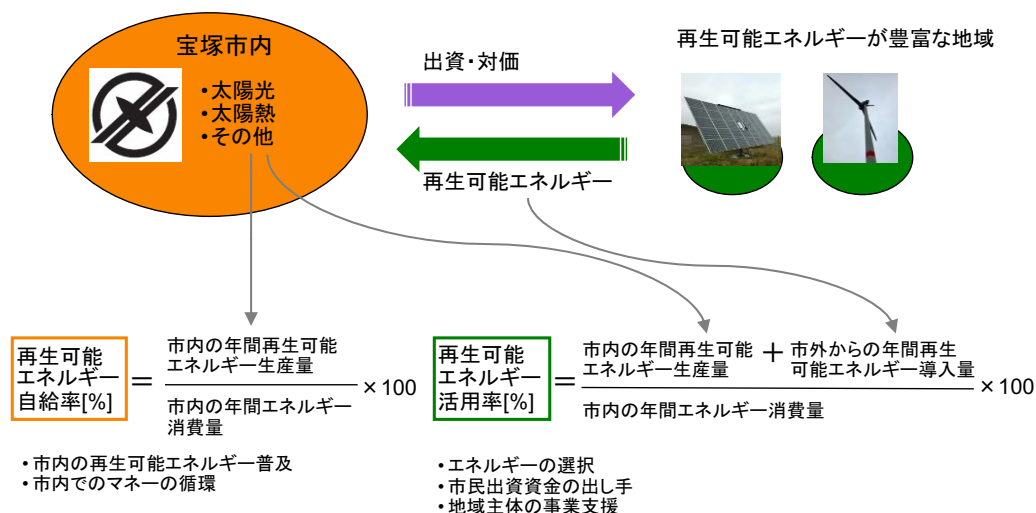 宝塚市内
・太陽光
・太陽熱
・その他
出資・対価
再生可能エネルギー
再生可能エネルギーが豊富な地域
再生可能
エネルギー
自給率[%]
=
市内の年間再生可能
エネルギー生産量
市内の年間エネルギー
消費量
×100
・市内の再生可能エネルギー普及
・市内でのマネーの循環
再生可能
エネルギー
活用率[%]
=
市内の年間再生可能
エネルギー生産量
+
市外からの年間再生
可能エネルギー導入量
市内の年間エネルギー消費量
×100
・エネルギーの選択
・市民出資資金の出し手
・地域主体の事業支援